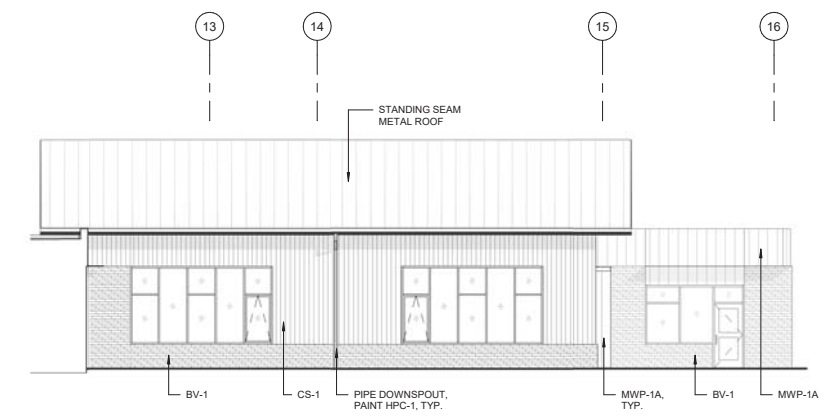 13
14
15
16
STANDING SEAM
METAL ROOF
BV-1
CS-1
PIPE DOWNSPOUT,
PAINT HPC-1, TYP.
MWP-1A,
TYP.
BV-1
MWP-1A